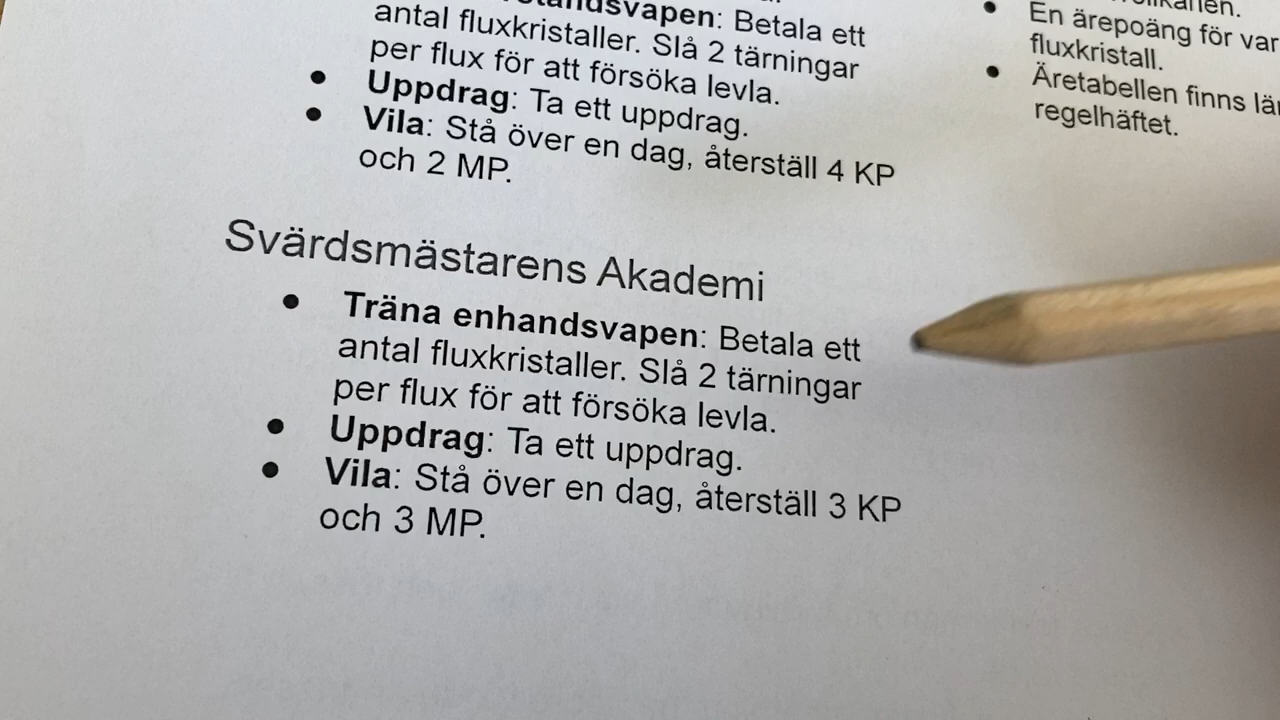 Betala ett
antal fluxkristaller. Slå 2 tärningar
per flux för att försöka levla.
• Uppdrag: Ta ett uppdrag.
• Vila: Stå över en dag, återställ 4 KP
och 2 MP.
Svärdsmästarens Akademi
• Träna enhandsvapen: Betala ett
antal fluxkristaller. Slå 2 tärningar
per flux för att försöka levla.
• Uppdrag: Ta ett uppdrag.
• Vila: Stå över en dag, återställ 3 KP
och 3 MP.
• En ärepoäng för var
fluxkristall.
• Äretabellen finns
regelhäftet.